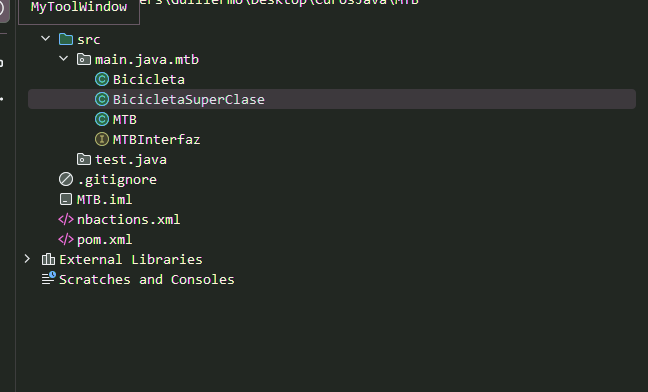 MyToolWindow
ers\Guillermo\Desktop\CursosJava\MTB
src
main.java.mtb
Bicicleta
BicicletaSuperClase
MTB
MTBInterfaz
test.java
.gitignore
MTB.iml
nbactions.xml
pom.xml
External Libraries
Scratches and Consoles